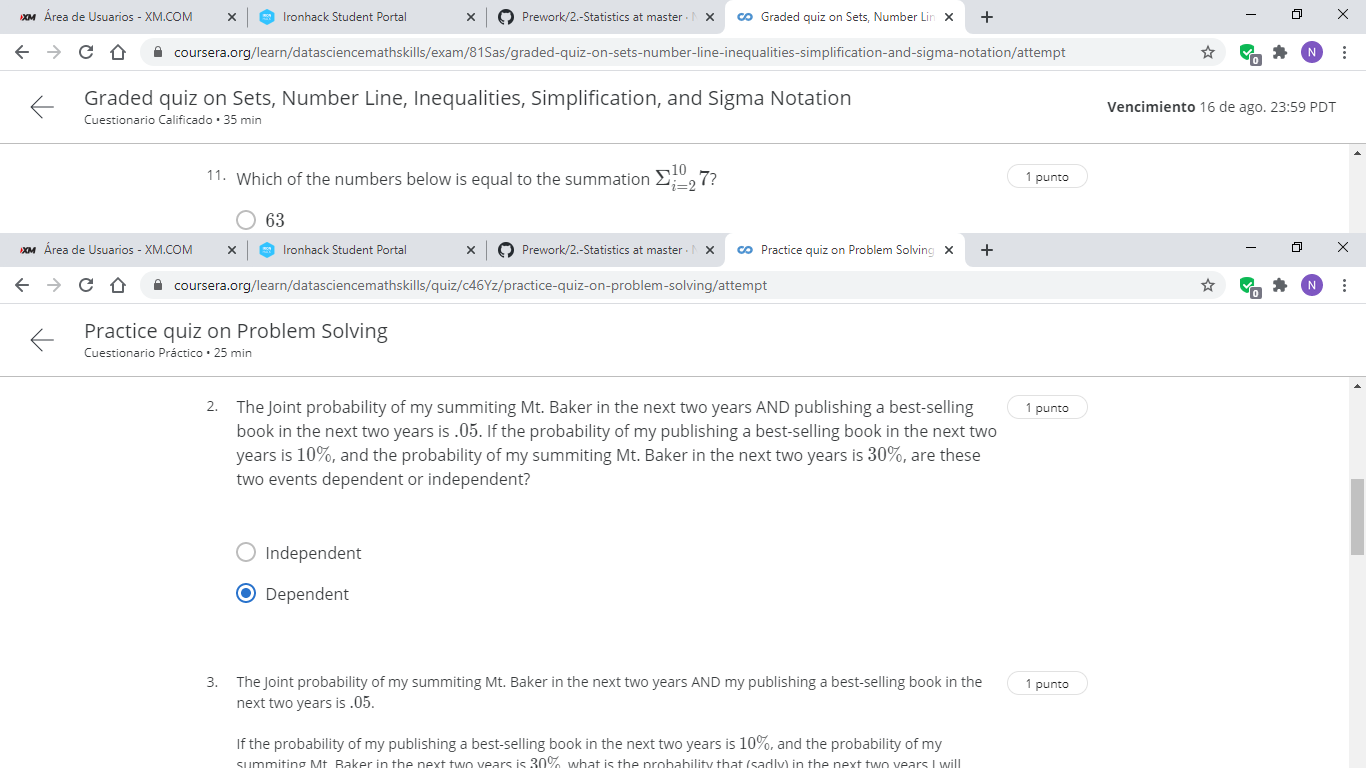 XM Área de Usuarios - XM.COM
Ironhack Student Portal
Prework/2.-Statistics at master ·
Graded quiz on Sets, Number Lin
coursera.org/learn/datasciencemathskills/exam/81Sas/graded-quiz-on-sets-number-line-inequalities-simplification-and-sigma-notation/attempt
0
N
Graded quiz on Sets, Number Line, Inequalities, Simplification, and Sigma Notation
Cuestionario Calificado • 35 min
Vencimiento 16 de ago. 23:59 PDT
11. Which of the numbers below is equal to the summation Σ_{i=2}^{10} 7?
1 punto
63
XM Área de Usuarios - XM.COM
Ironhack Student Portal
Prework/2.-Statistics at master ·
Practice quiz on Problem Solving
coursera.org/learn/datasciencemathskills/quiz/c46Yz/practice-quiz-on-problem-solving/attempt
0
N
Practice quiz on Problem Solving
Cuestionario Práctico • 25 min
2. The Joint probability of my summiting Mt. Baker in the next two years AND publishing a best-selling
1 punto
book in the next two years is .05. If the probability of my publishing a best-selling book in the next two
years is 10%, and the probability of my summiting Mt. Baker in the next two years is 30%, are these
two events dependent or independent?
Independent
Dependent
3. The Joint probability of my summiting Mt. Baker in the next two years AND my publishing a best-selling book in the
1 punto
next two years is .05.
If the probability of my publishing a best-selling book in the next two years is 10%, and the probability of my
summiting Mt. Baker in the next two years is 30%, what is the probability that (sadly) in the next two years I will